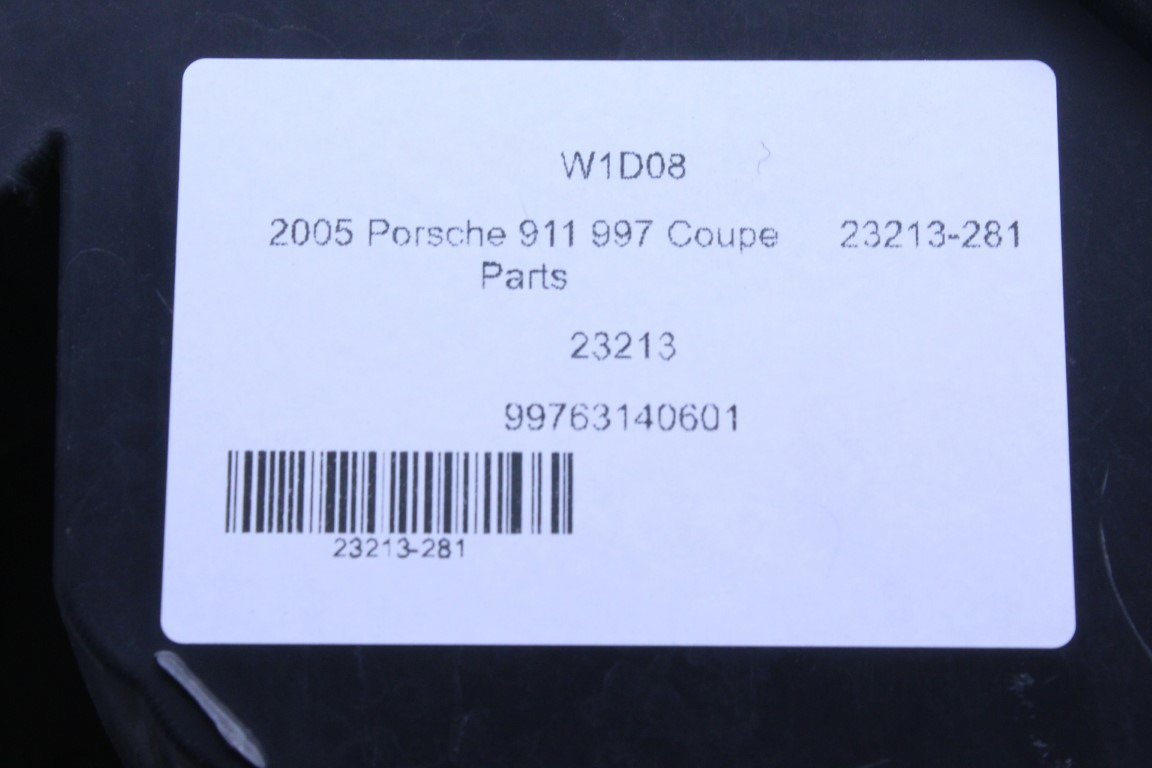 W1D08
2005 Porsche 911 997 Coupe 23213-281
Parts
23213
99763140601
23213-281